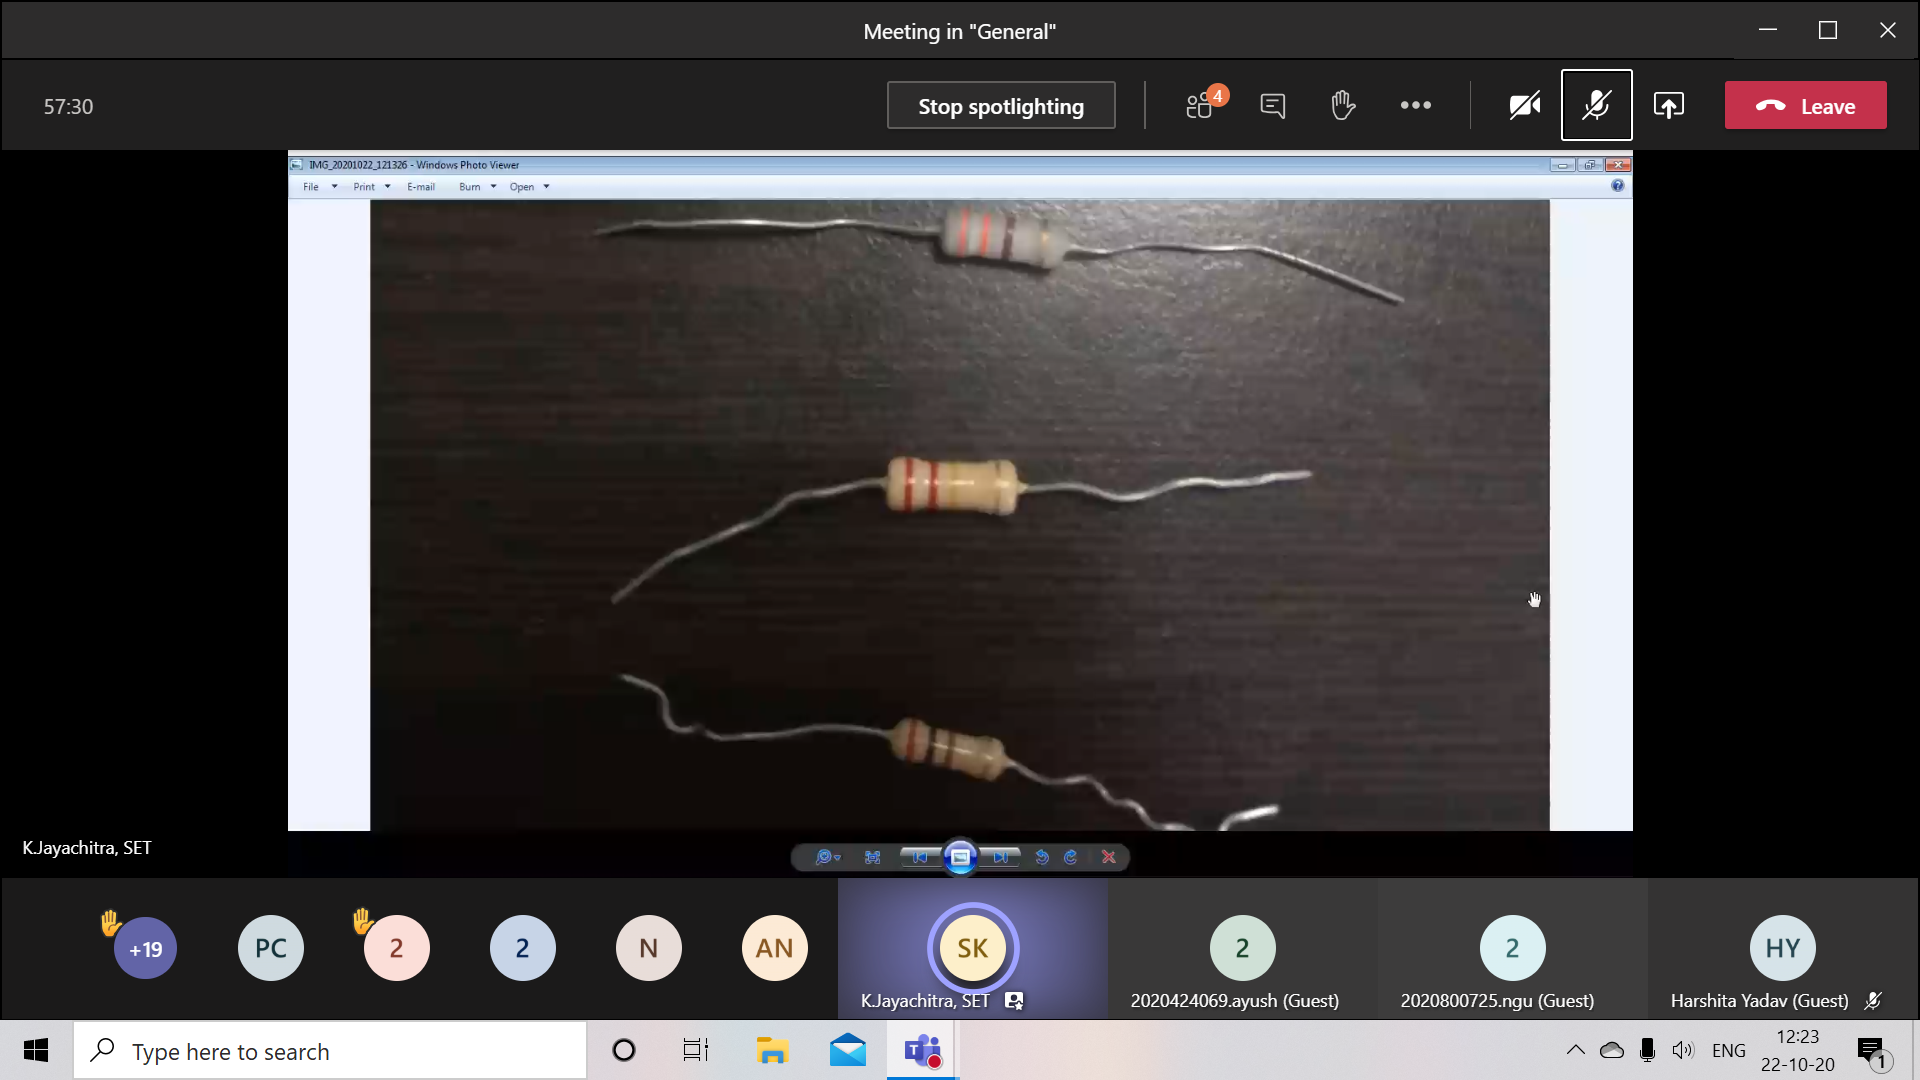 Meeting in "General"
57:30
Stop spotlighting
4
Leave
IMG_20201022_121326 - Windows Photo Viewer
File Print E-mail Burn Open
K.Jayachitra, SET
+19 PC 2 2 N AN SK 2 2 HY
K.Jayachitra, SET 2020424069.ayush (Guest) 2020800725.ngu (Guest) Harshita Yadav (Guest)
Type here to search
T
ENG
12:23
22-10-20
1